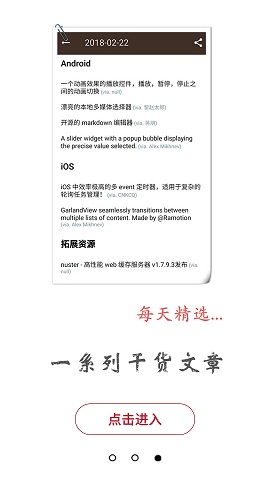 2018-02-22
Android
一个动画效果的播放控件，播放，暂停，停止之
间的动画切换 (via. null)
漂亮的本地多媒体选择器 (via. 黎赵太郎)
开源的 markdown 编辑器 (via. 帅胡)
A slider widget with a popup bubble displaying
the precise value selected. (via. Alex Mikhnev)
iOS
iOS 中效率极高的多 event 定时器，适用于复杂的
轮询任务管理！ (via. CNKCQ)
GarlandView seamlessly transitions between
multiple lists of content. Made by @Ramotion
(via. Alex Mikhnev)
拓展资源
nuster - 高性能 web 缓存服务器 v1.7.9.3发布 (via.
null)
每天精选...
一系列干货文章
点击进入